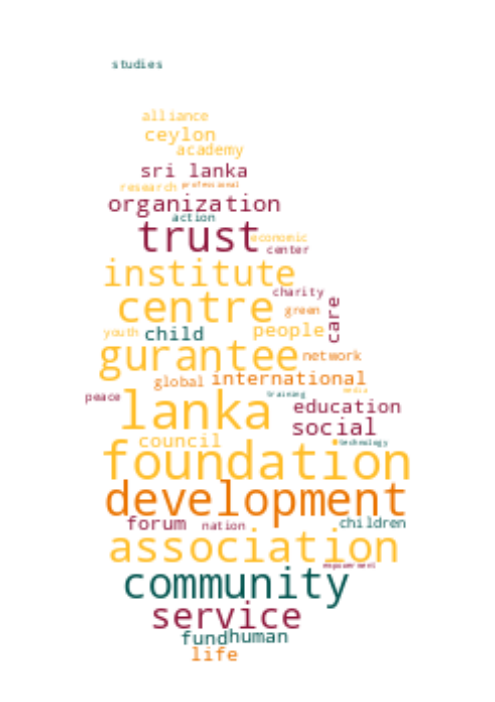 studies
alliance
ceylon
academy
sri lanka
research professional
organization
action
trust economic
center
institute
charity
centre green care
youth child people
gurantee network
global international
peace training media
lanka education
social
council technology
foundation
development
forum nation children
association
empowerment
community
service
fund human
life